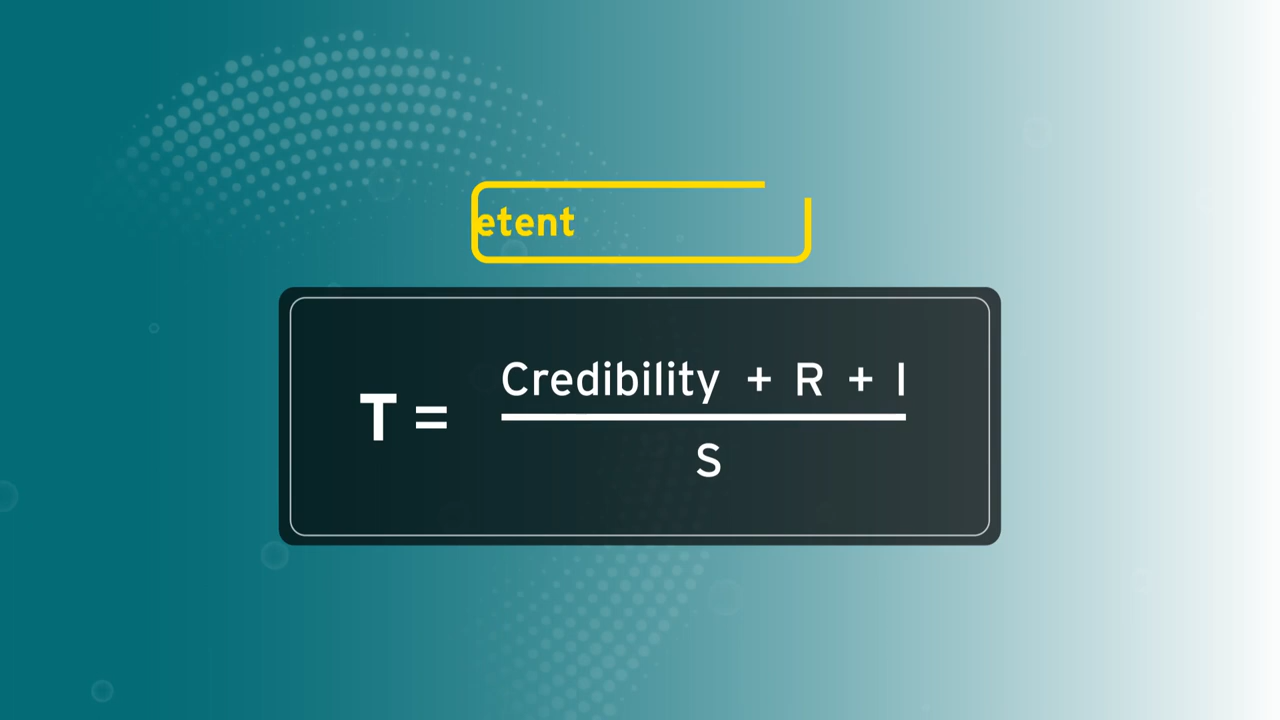 etent
T = Credibility + R + I
S